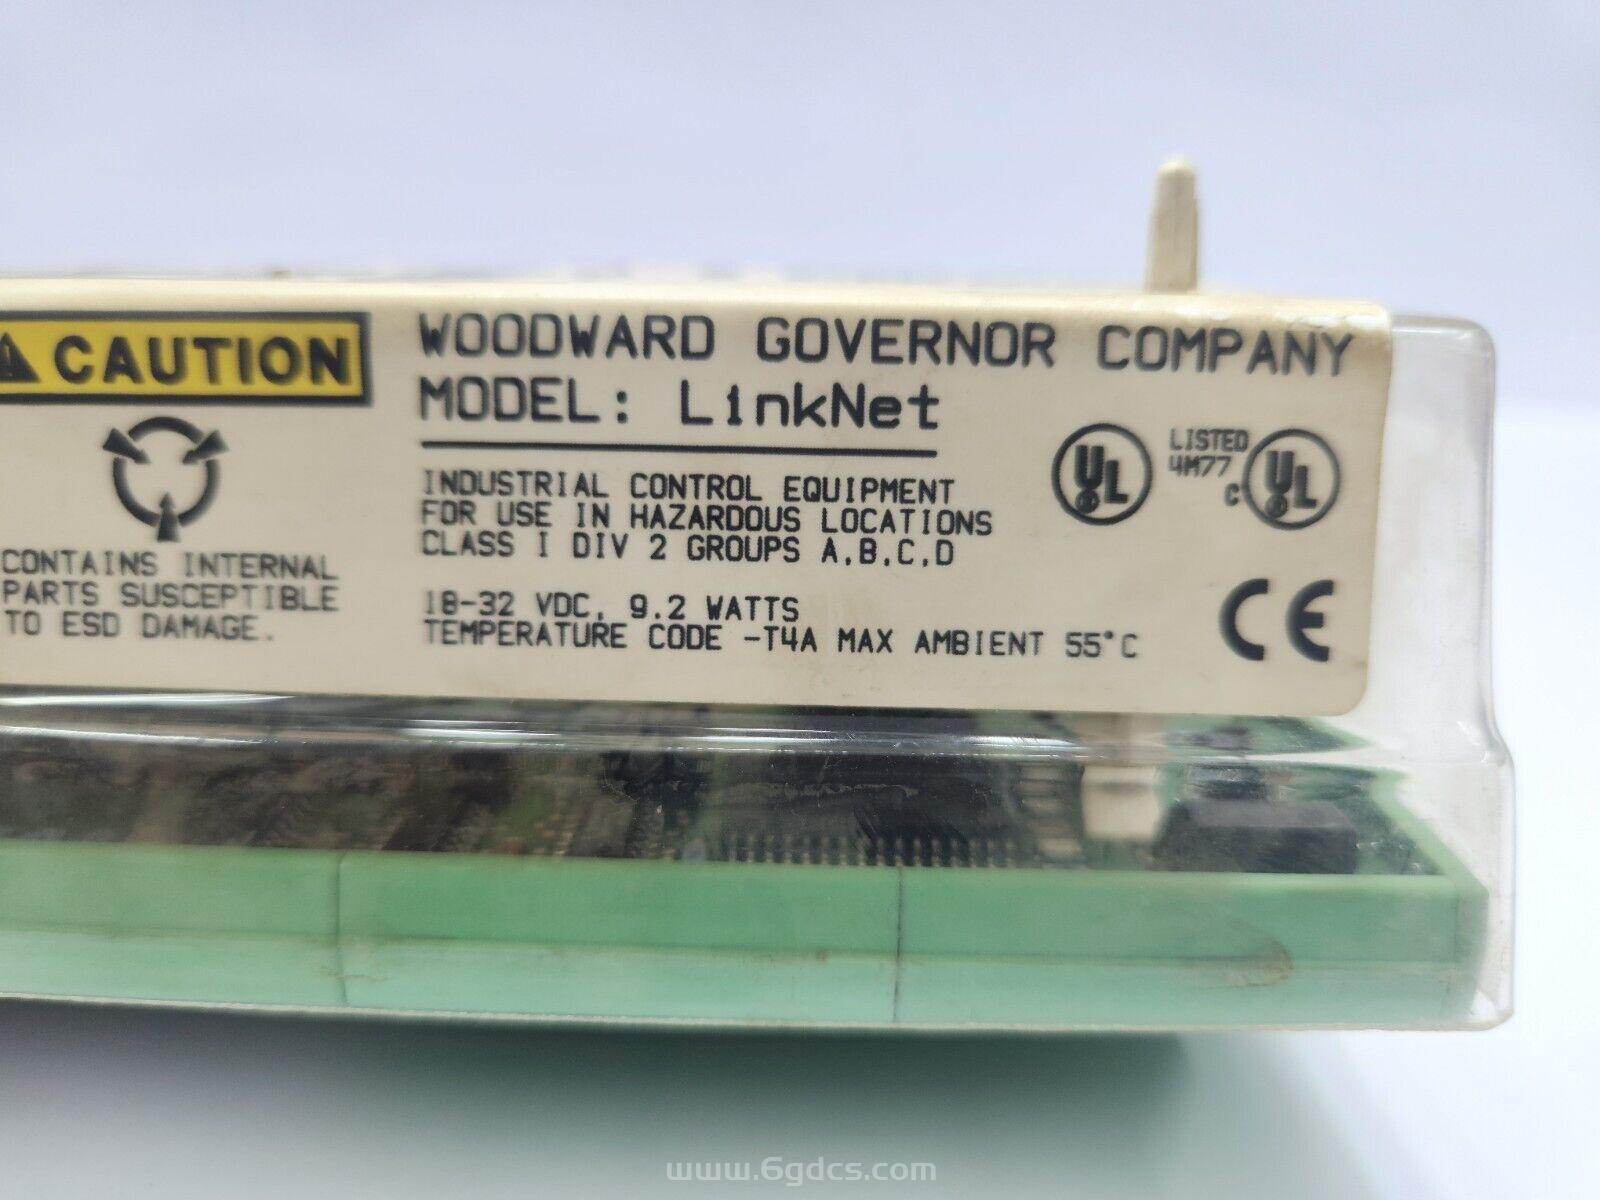 CAUTION
CONTAINS INTERNAL
PARTS SUSCEPTIBLE
TO ESD DAMAGE.
WOODWARD GOVERNOR COMPANY
MODEL: LinkNet
INDUSTRIAL CONTROL EQUIPMENT
FOR USE IN HAZARDOUS LOCATIONS
CLASS I DIV 2 GROUPS A,B,C,D
18-32 VDC, 9.2 WATTS
TEMPERATURE CODE -T4A MAX AMBIENT 55°C
UL
LISTED
4M77
C UL
CE
www.6gdcs.com